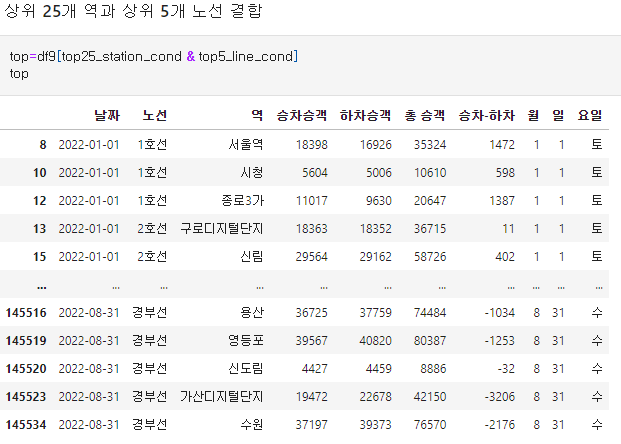 상위 25개 역과 상위 5개 노선 결합
top=df9[top25_station_cond & top5_line_cond]
top
날짜 노선 역 승차승객 하차승객 총 승객 승차-하차 월 일 요일
8 2022-01-01 1호선 서울역 18398 16926 35324 1472 1 1 토
10 2022-01-01 1호선 시청 5604 5006 10610 598 1 1 토
12 2022-01-01 1호선 종로3가 11017 9630 20647 1387 1 1 토
13 2022-01-01 2호선 구로디지털단지 18363 18352 36715 11 1 1 토
15 2022-01-01 2호선 신림 29564 29162 58726 402 1 1 토
... ... ... ... ... ... ... ... ... ... ...
145516 2022-08-31 경부선 용산 36725 37759 74484 -1034 8 31 수
145519 2022-08-31 경부선 영등포 39567 40820 80387 -1253 8 31 수
145520 2022-08-31 경부선 신도림 4427 4459 8886 -32 8 31 수
145523 2022-08-31 경부선 가산디지털단지 19472 22678 42150 -3206 8 31 수
145534 2022-08-31 경부선 수원 37197 39373 76570 -2176 8 31 수